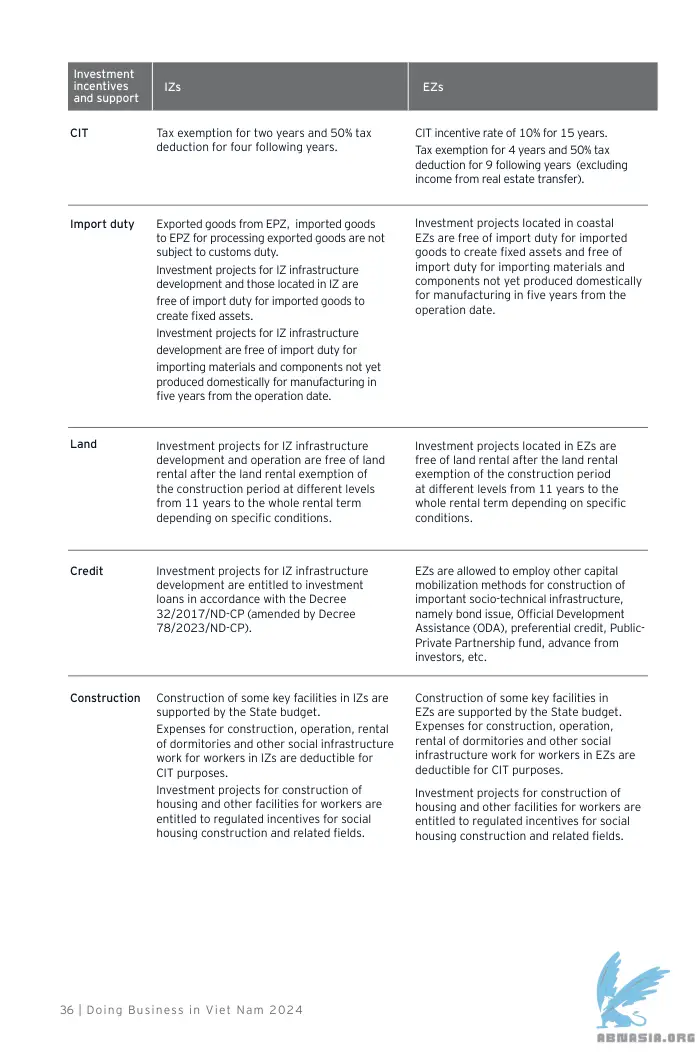 Investment
incentives
and support
IZs
EZs
CIT
Tax exemption for two years and 50% tax
deduction for four following years.
CIT incentive rate of 10% for 15 years.
Tax exemption for 4 years and 50% tax
deduction for 9 following years (excluding
income from real estate transfer).
Import duty
Exported goods from EPZ, imported goods
to EPZ for processing exported goods are not
subject to customs duty.
Investment projects for IZ infrastructure
development and those located in IZ are
free of import duty for imported goods to
create fixed assets.
Investment projects for IZ infrastructure
development are free of import duty for
importing materials and components not yet
produced domestically for manufacturing in
five years from the operation date.
Investment projects located in coastal
EZs are free of import duty for imported
goods to create fixed assets and free of
import duty for importing materials and
components not yet produced domestically
for manufacturing in five years from the
operation date.
Land
Investment projects for IZ infrastructure
development and operation are free of land
rental after the land rental exemption of
the construction period at different levels
from 11 years to the whole rental term
depending on specific conditions.
Investment projects located in EZs are
free of land rental after the land rental
exemption of the construction period
at different levels from 11 years to the
whole rental term depending on specific
conditions.
Credit
Investment projects for IZ infrastructure
development are entitled to investment
loans in accordance with the Decree
32/2017/ND-CP (amended by Decree
78/2023/ND-CP).
EZs are allowed to employ other capital
mobilization methods for construction of
important socio-technical infrastructure,
namely bond issue, Official Development
Assistance (ODA), preferential credit, Public-
Private Partnership fund, advance from
investors, etc.
Construction
Construction of some key facilities in IZs are
supported by the State budget.
Expenses for construction, operation, rental
of dormitories and other social infrastructure
work for workers in IZs are deductible for
CIT purposes.
Investment projects for construction of
housing and other facilities for workers are
entitled to regulated incentives for social
housing construction and related fields.
Construction of some key facilities in
EZs are supported by the State budget.
Expenses for construction, operation,
rental of dormitories and other social
infrastructure work for workers in EZs are
deductible for CIT purposes.
Investment projects for construction of
housing and other facilities for workers are
entitled to regulated incentives for social
housing construction and related fields.
36 | Doing Business in Viet Nam 2024
ABNASIA.ORG